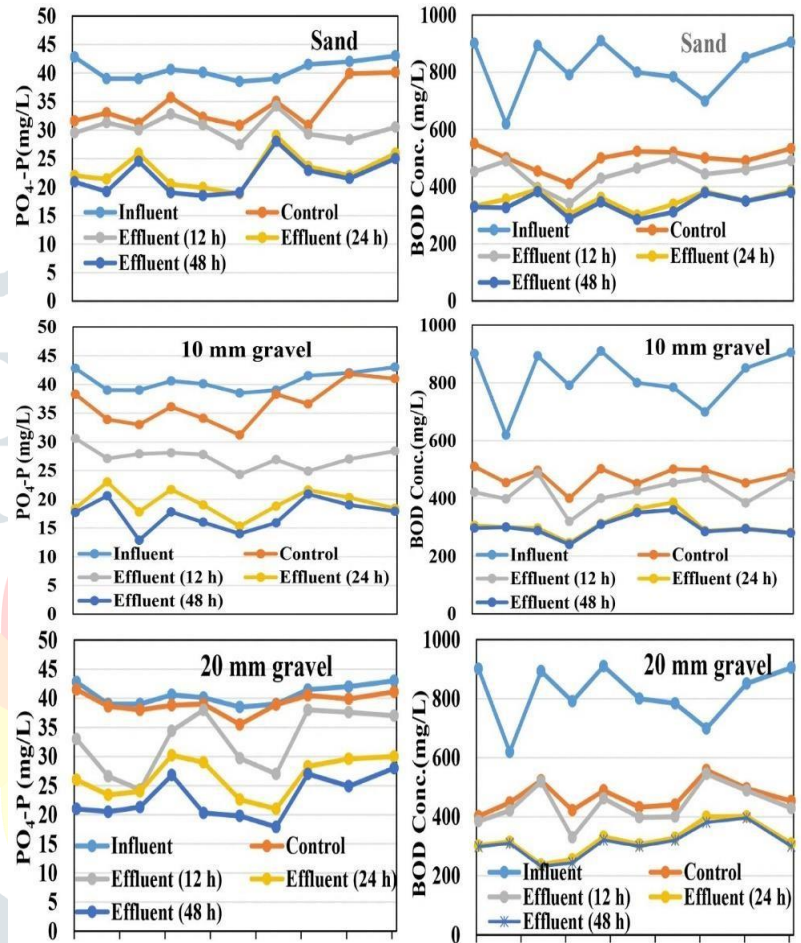 50
45
40
35
30
25
20
15
10
5
0
PO₄-P(mg/L)
Sand
Influent Control
Effluent (12 h) Effluent (24 h)
Effluent (48 h)
1000
800
600
400
200
0
BOD Conc. (mg/L)
Sand
Influent Control
Effluent (12 h) Effluent (24 h)
Effluent (48 h)
50
45
40
35
30
25
20
15
10
5
0
PO₄-P (mg/L)
10 mm gravel
Influent Control
Effluent (12 h) Effluent (24 h)
Effluent (48 h)
1000
800
600
400
200
0
BOD Conc.(mg/L)
10 mm gravel
Influent Control
Effluent (12 h) Effluent (24 h)
Effluent (48 h)
50
45
40
35
30
25
20
15
10
5
0
PO₄-P (mg/L)
20 mm gravel
Influent Control
Effluent (12 h) Effluent (24 h)
Effluent (48 h)
1000
800
600
400
200
0
BOD Conc.(mg/L)
20 mm gravel
Influent Control
Effluent (12 h) Effluent (24 h)
Effluent (48 h)